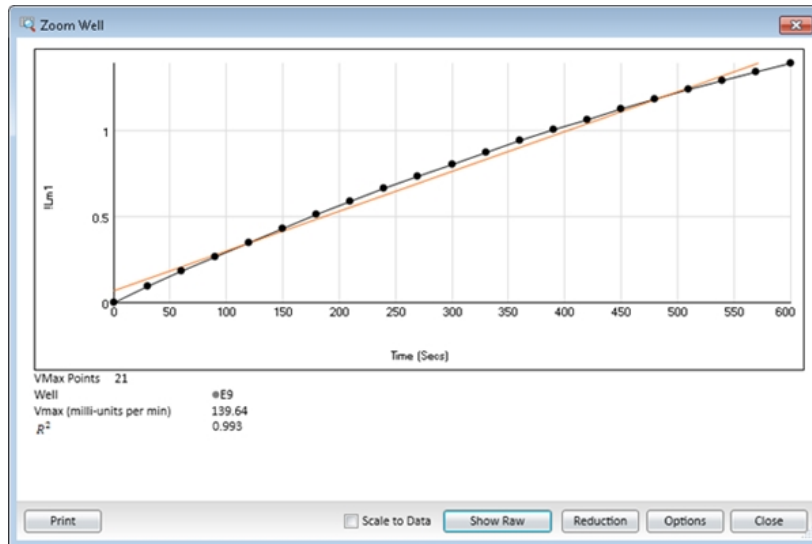 Zoom Well
1
0.5
0
!Lm1
0 50 100 150 200 250 300 350 400 450 500 550 600
Time (Secs)
VMax Points 21
Well E9
Vmax (milli-units per min) 139.64
R² 0.993
Print Scale to Data Show Raw Reduction Options Close